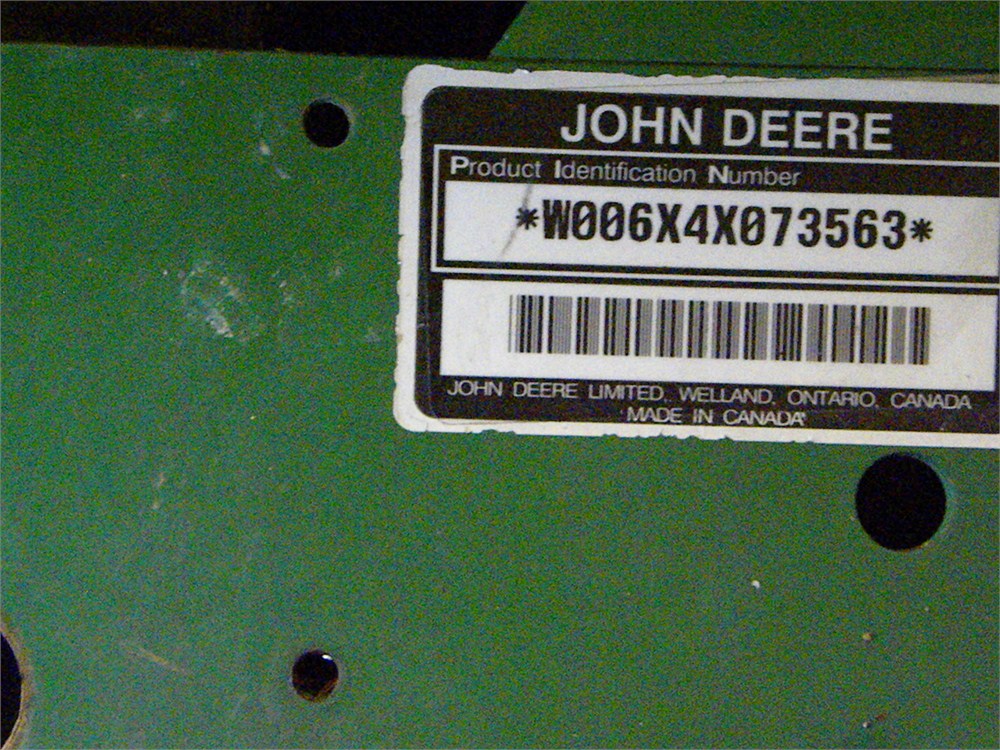 JOHN DEERE
Product Identification Number
*W006X4X073563*
JOHN DEERE LIMITED, WELLAND, ONTARIO, CANADA
MADE IN CANADA